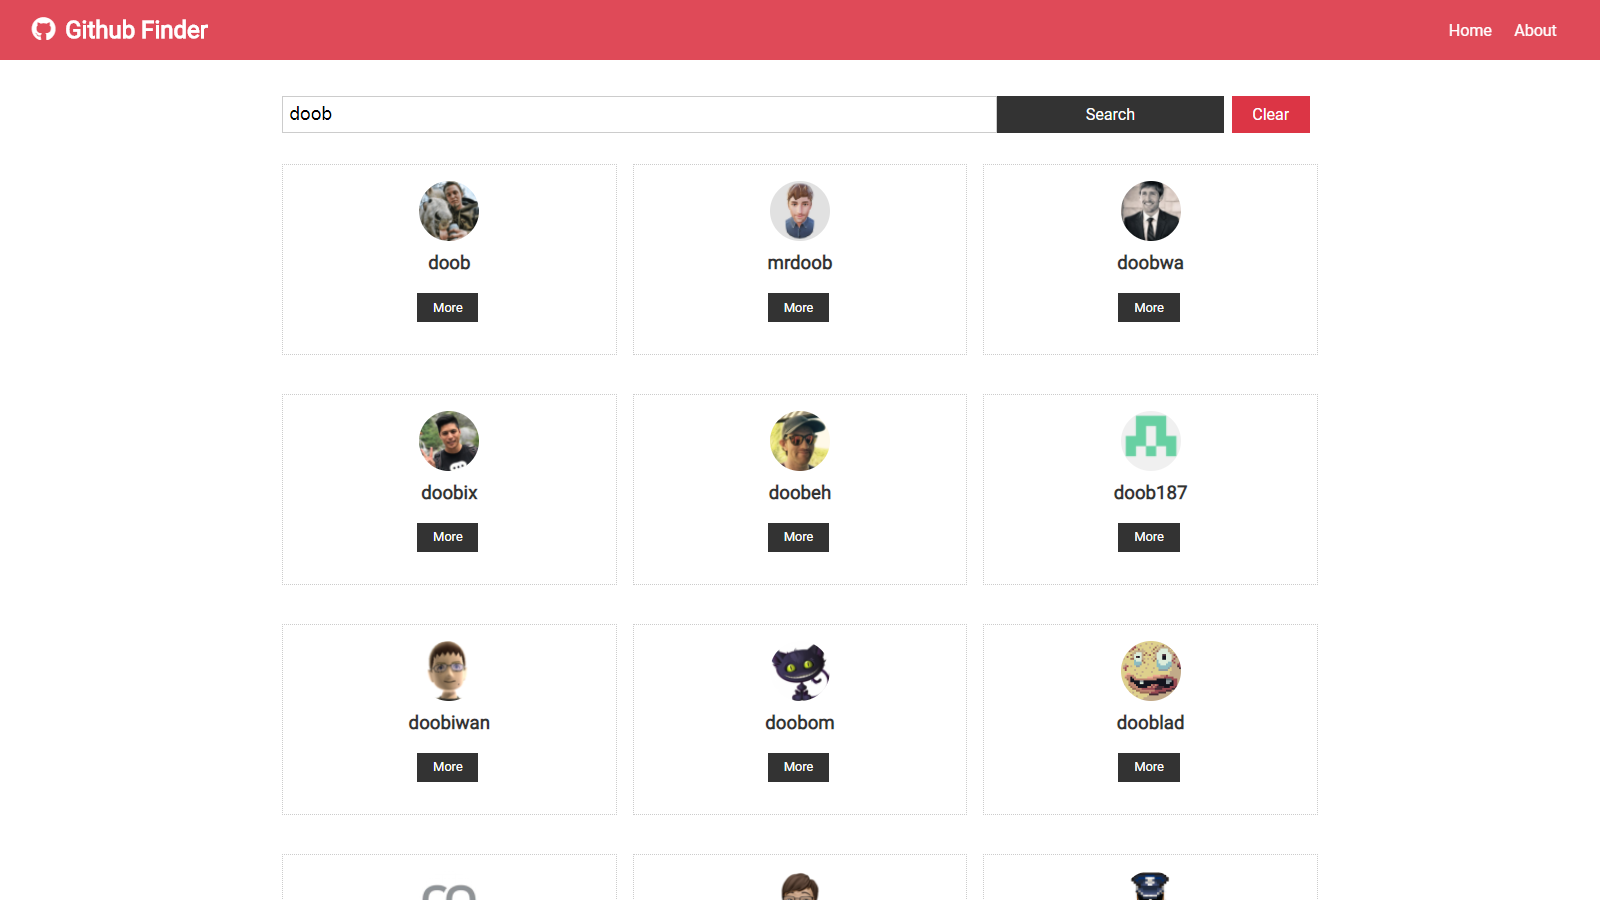 Github Finder
Home
About
doob
Search
Clear
doob
mrdoob
doobwa
More
More
More
doobix
doobeh
doob187
More
More
More
doobiwan
doobom
dooblad
More
More
More